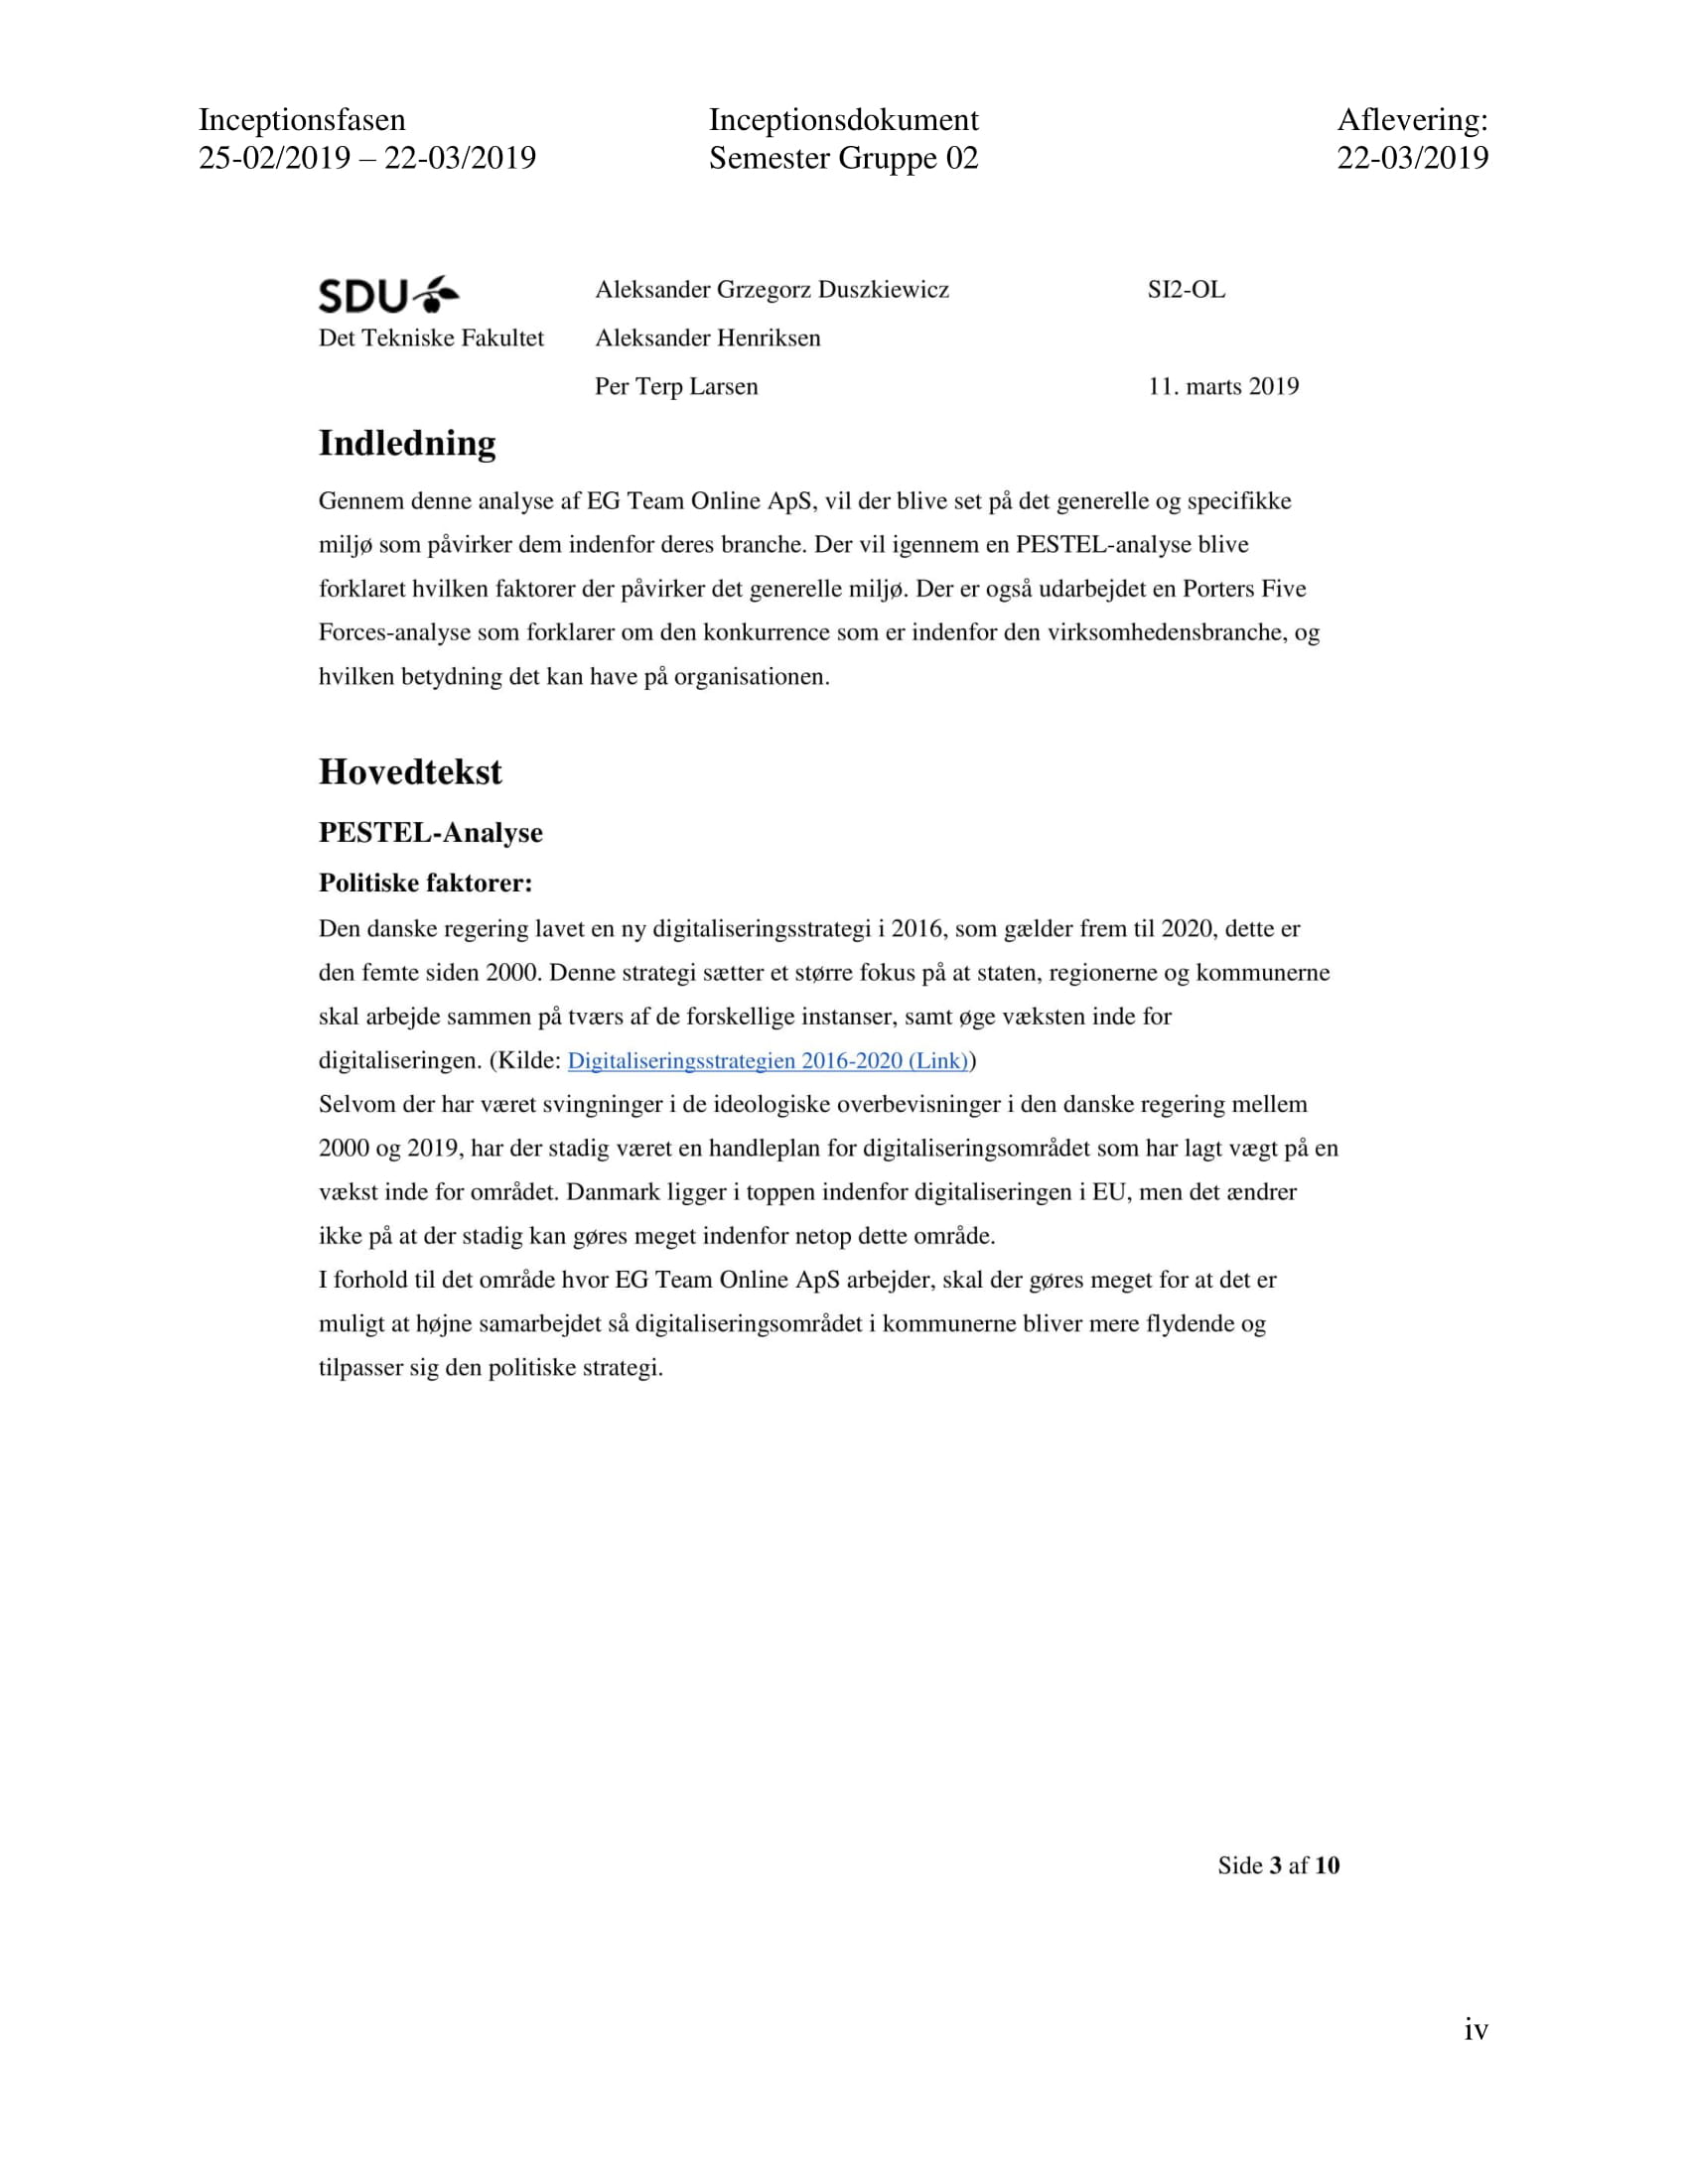 Inceptionsfasen Inceptionsdokument Aflevering:
25-02/2019 – 22-03/2019 Semester Gruppe 02 22-03/2019
SDU Aleksander Grzegorz Duszkiewicz SI2-OL
Det Tekniske Fakultet Aleksander Henriksen
Per Terp Larsen 11. marts 2019
Indledning
Gennem denne analyse af EG Team Online ApS, vil der blive set på det generelle og specifikke
miljø som påvirker dem indenfor deres branche. Der vil igennem en PESTEL-analyse blive
forklaret hvilken faktorer der påvirker det generelle miljø. Der er også udarbejdet en Porters Five
Forces-analyse som forklarer om den konkurrence som er indenfor den virksomhedensbranche, og
hvilken betydning det kan have på organisationen.
Hovedtekst
PESTEL-Analyse
Politiske faktorer:
Den danske regering lavet en ny digitaliseringsstrategi i 2016, som gælder frem til 2020, dette er
den femte siden 2000. Denne strategi sætter et større fokus på at staten, regionerne og kommunerne
skal arbejde sammen på tværs af de forskellige instanser, samt øge væksten inde for
digitaliseringen. (Kilde: Digitaliseringsstrategien 2016-2020 (Link))
Selvom der har været svingninger i de ideologiske overbevisninger i den danske regering mellem
2000 og 2019, har der stadig været en handleplan for digitaliseringsområdet som har lagt vægt på en
vækst inde for området. Danmark ligger i toppen indenfor digitaliseringen i EU, men det ændrer
ikke på at der stadig kan gøres meget indenfor netop dette område.
I forhold til det område hvor EG Team Online ApS arbejder, skal der gøres meget for at det er
muligt at højne samarbejdet så digitaliseringsområdet i kommunerne bliver mere flydende og
tilpasser sig den politiske strategi.
Side 3 af 10
iv